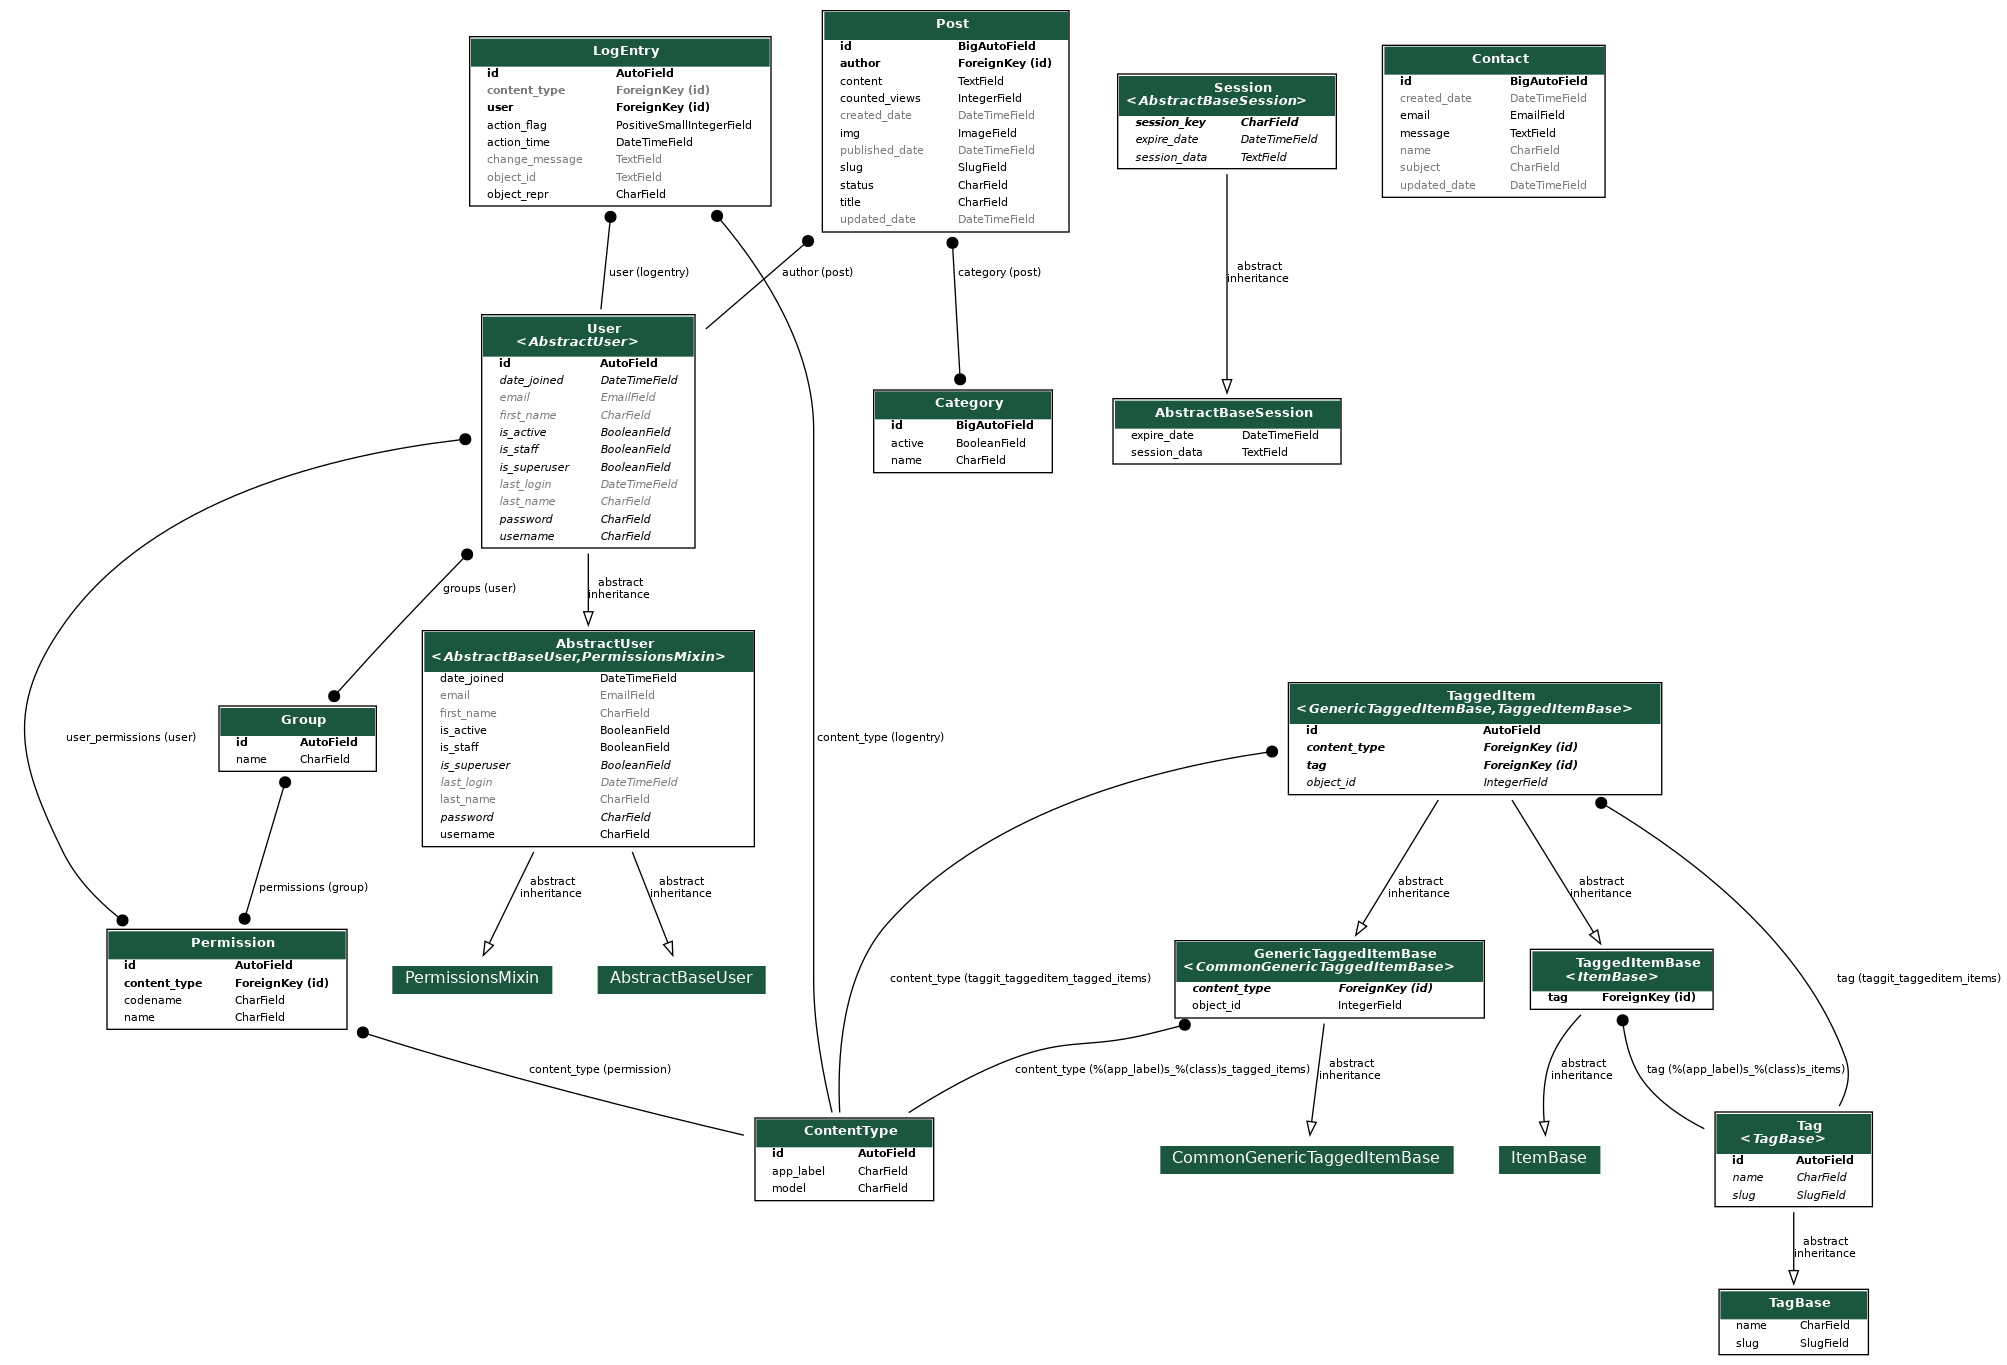 LogEntry
id AutoField
content_type ForeignKey (id)
user ForeignKey (id)
action_flag PositiveSmallIntegerField
action_time DateTimeField
change_message TextField
object_id TextField
object_repr CharField
Post
id BigAutoField
author ForeignKey (id)
content TextField
counted_views IntegerField
created_date DateTimeField
img ImageField
published_date DateTimeField
slug SlugField
status CharField
title CharField
updated_date DateTimeField
Session
<AbstractBaseSession>
session_key CharField
expire_date DateTimeField
session_data TextField
Contact
id BigAutoField
created_date DateTimeField
email EmailField
message TextField
name CharField
subject CharField
updated_date DateTimeField
user (logentry)
author (post)
category (post)
abstract
inheritance
User
<AbstractUser>
id AutoField
date_joined DateTimeField
email EmailField
first_name CharField
is_active BooleanField
is_staff BooleanField
is_superuser BooleanField
last_login DateTimeField
last_name CharField
password CharField
username CharField
Category
id BigAutoField
active BooleanField
name CharField
AbstractBaseSession
expire_date DateTimeField
session_data TextField
groups (user)
abstract
inheritance
AbstractUser
<AbstractBaseUser,PermissionsMixin>
date_joined DateTimeField
email EmailField
first_name CharField
is_active BooleanField
is_staff BooleanField
is_superuser BooleanField
last_login DateTimeField
last_name CharField
password CharField
username CharField
user_permissions (user)
Group
id AutoField
name CharField
content_type (logentry)
TaggedItem
<GenericTaggedItemBase,TaggedItemBase>
id AutoField
content_type ForeignKey (id)
tag ForeignKey (id)
object_id IntegerField
permissions (group)
abstract
inheritance
abstract
inheritance
abstract
inheritance
abstract
inheritance
Permission
id AutoField
content_type ForeignKey (id)
codename CharField
name CharField
PermissionsMixin
AbstractBaseUser
content_type (taggit_taggeditem_tagged_items)
GenericTaggedItemBase
<CommonGenericTaggedItemBase>
content_type ForeignKey (id)
object_id IntegerField
TaggedItemBase
<ItemBase>
tag ForeignKey (id)
tag (taggit_taggeditem_items)
content_type (permission)
content_type (%(app_label)s_%(class)s_tagged_items)
abstract
inheritance
abstract
inheritance
tag (%(app_label)s_%(class)s_items)
ContentType
id AutoField
app_label CharField
model CharField
CommonGenericTaggedItemBase
ItemBase
Tag
<TagBase>
id AutoField
name CharField
slug SlugField
abstract
inheritance
TagBase
name CharField
slug SlugField